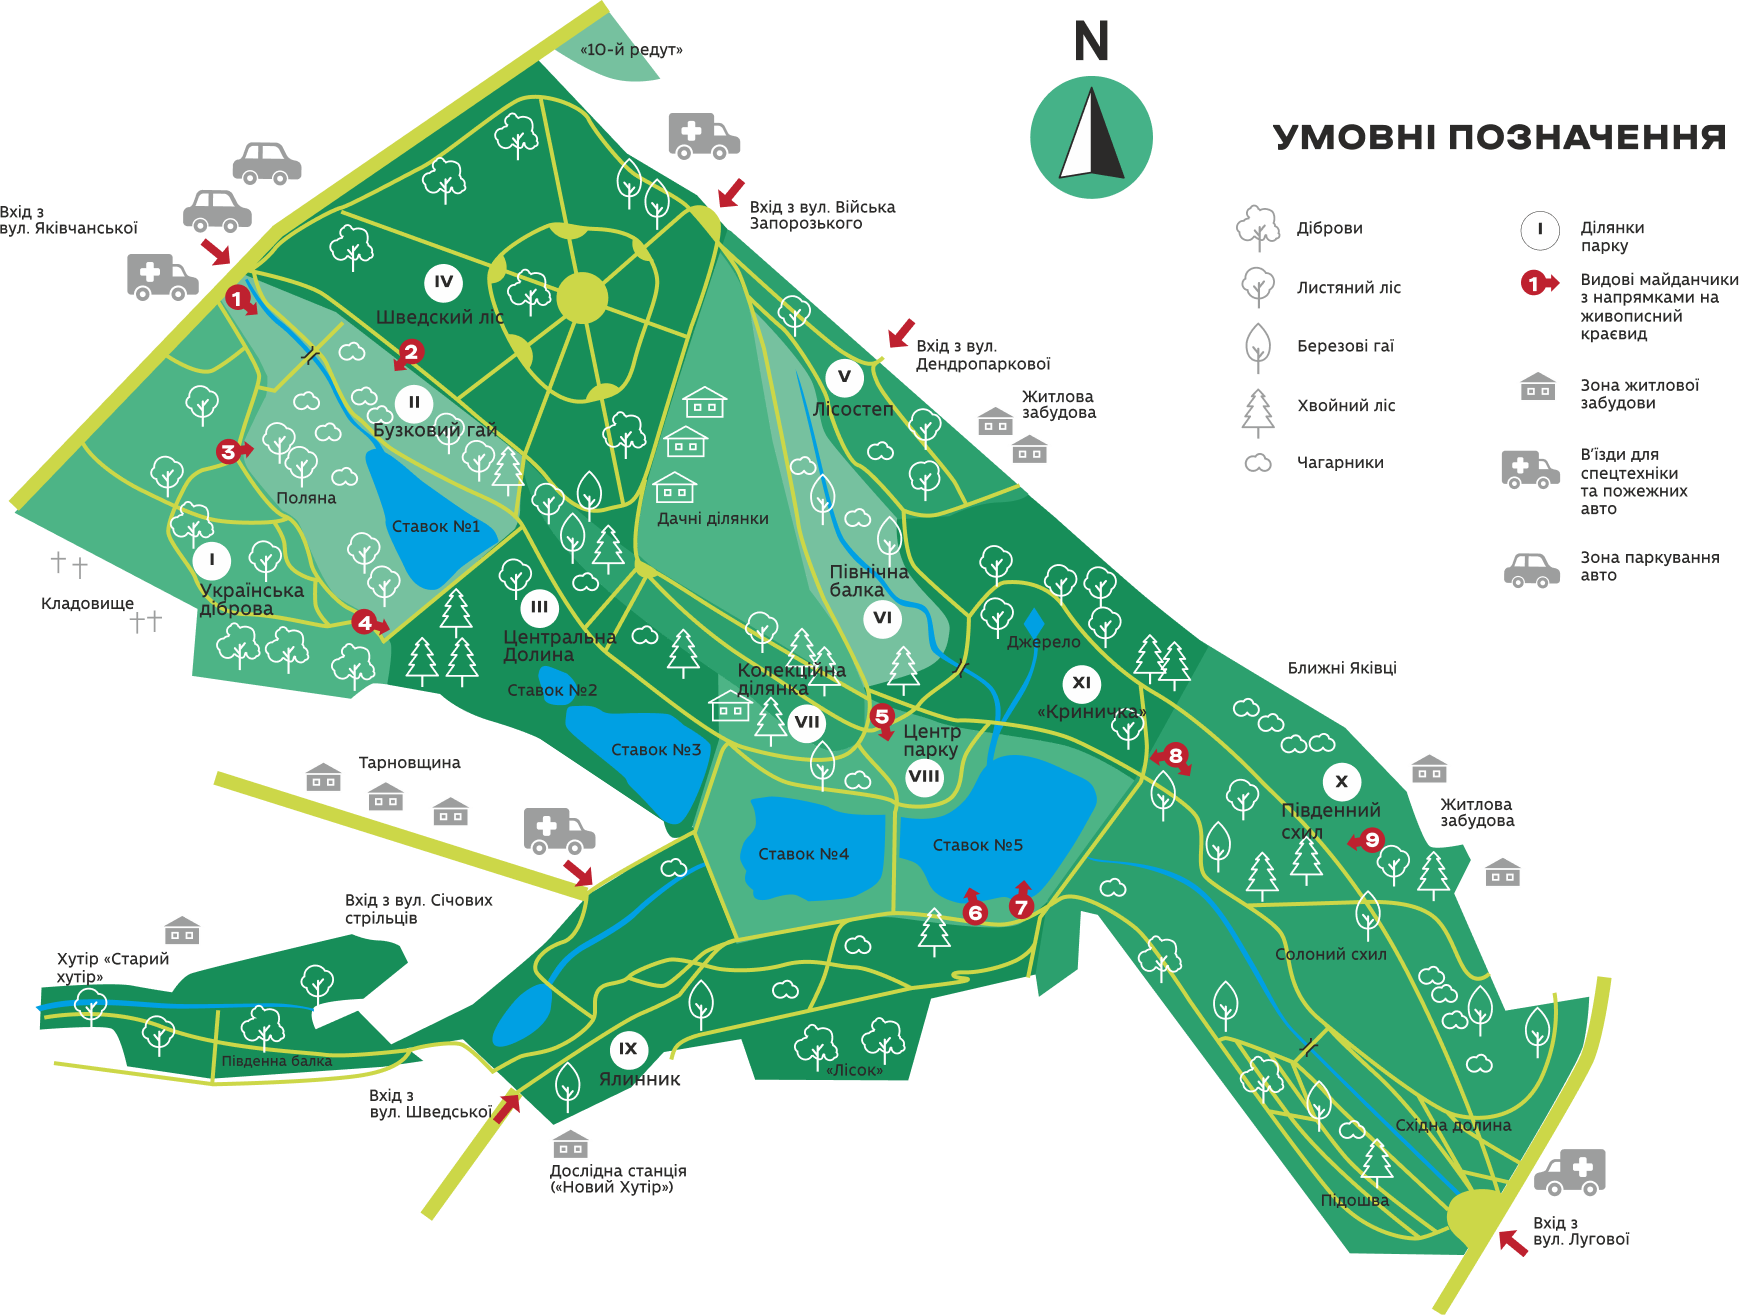 «10-й редут»
N
УМОВНІ ПОЗНАЧЕННЯ
Діброви
Листяний ліс
Березові гаї
Хвойний ліс
Чагарники
I
Ділянки
парку
1
Видові майданчики
з напрямками на
живописний
краєвид
Зона житлової
забудови
В’їзди для
спецтехніки
та пожежних
авто
Зона паркування
авто
Вхід з
вул. Яківчанської
Вхід з вул. Війська
Запорозького
Вхід з вул.
Дендропаркової
Житлова
забудова
1
IV
Шведский ліс
2
II
Бузковий гай
V
Лісостеп
3
Поляна
Ставок №1
Дачні ділянки
I
Українська
діброва
4
Кладовище
III
Центральна
Долина
Північна
балка
VI
Джерело
Ставок №2
Колекційна
ділянка
VII
5
Центр
парку
VIII
XI
«Криничка»
Ближні Яківці
Ставок №3
8
X
Південний
схил
9
Житлова
забудова
Тарновщина
Ставок №4
Ставок №5
6
7
Вхід з вул. Січових
стрільців
Хутір «Старий
хутір»
Солоний схил
Південна балка
IX
Ялинник
«Лісок»
Вхід з
вул. Шведської
Східна долина
Дослідна станція
(«Новий Хутір»)
Підошва
Вхід з
вул. Лугової